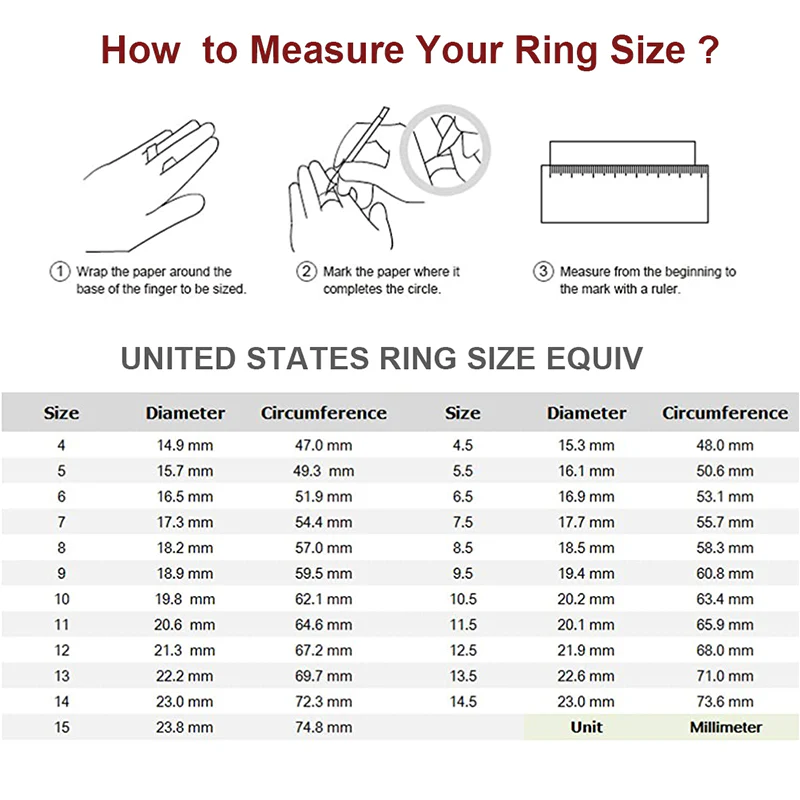 How to Measure Your Ring Size ?
1 Wrap the paper around the
base of the finger to be sized.
2 Mark the paper where it
completes the circle.
3 Measure from the beginning to
the mark with a ruler.
UNITED STATES RING SIZE EQUIV
Size Diameter Circumference Size Diameter Circumference
4 14.9 mm 47.0 mm 4.5 15.3 mm 48.0 mm
5 15.7 mm 49.3 mm 5.5 16.1 mm 50.6 mm
6 16.5 mm 51.9 mm 6.5 16.9 mm 53.1 mm
7 17.3 mm 54.4 mm 7.5 17.7 mm 55.7 mm
8 18.2 mm 57.0 mm 8.5 18.5 mm 58.3 mm
9 18.9 mm 59.5 mm 9.5 19.4 mm 60.8 mm
10 19.8 mm 62.1 mm 10.5 20.2 mm 63.4 mm
11 20.6 mm 64.6 mm 11.5 20.1 mm 65.9 mm
12 21.3 mm 67.2 mm 12.5 21.9 mm 68.0 mm
13 22.2 mm 69.7 mm 13.5 22.6 mm 71.0 mm
14 23.0 mm 72.3 mm 14.5 23.0 mm 73.6 mm
15 23.8 mm 74.8 mm Unit Millimeter